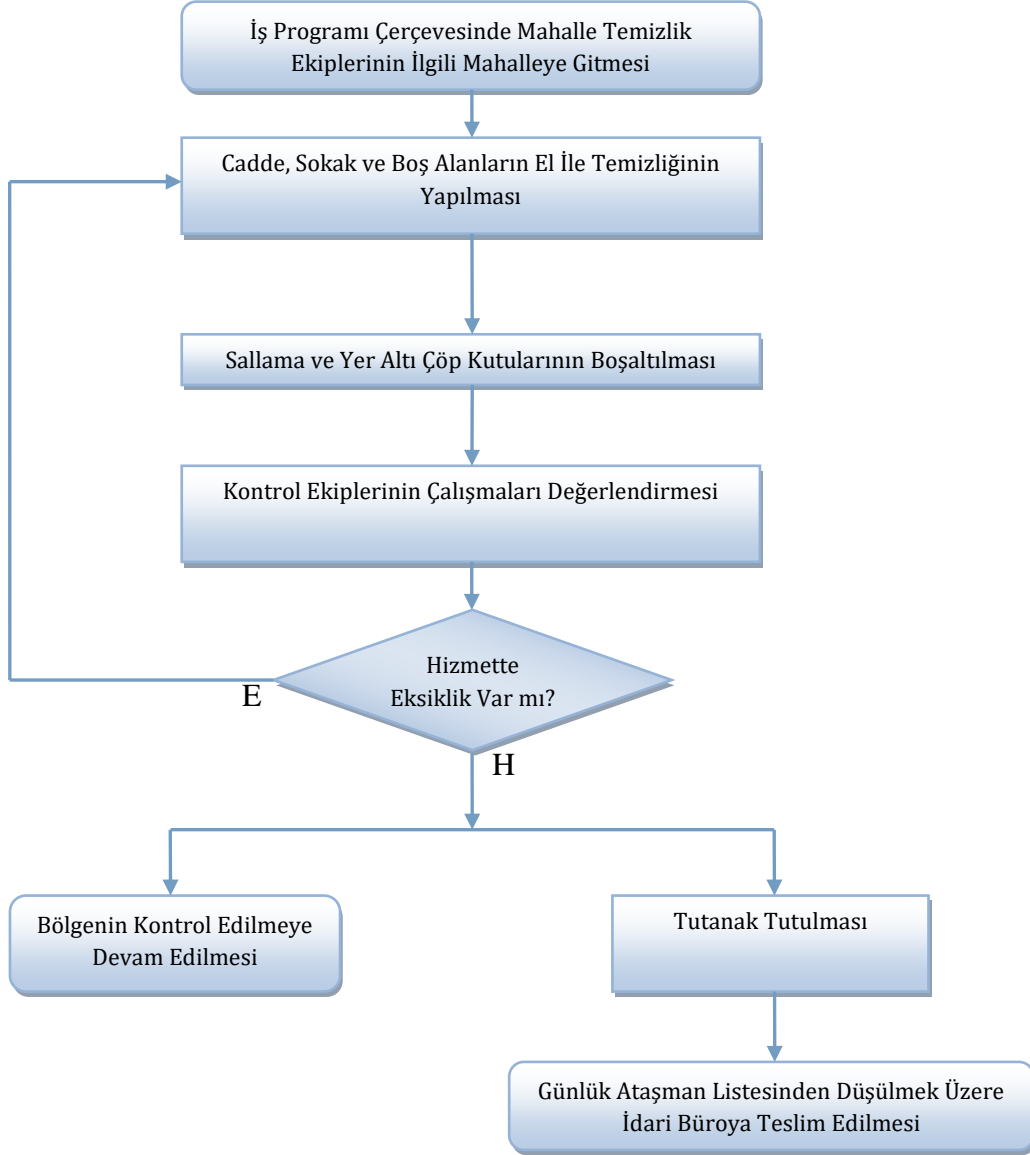 İş Programı Çerçevesinde Mahalle Temizlik
Ekiplerinin İlgili Mahalleye Gitmesi
Cadde, Sokak ve Boş Alanların El İle Temizliğinin
Yapılması
Sallama ve Yer Altı Çöp Kutularının Boşaltılması
Kontrol Ekiplerinin Çalışmaları Değerlendirmesi
Hizmette
Eksiklik Var mı?
E
H
Bölgenin Kontrol Edilmeye
Devam Edilmesi
Tutanak Tutulması
Günlük Ataşman Listesinden Düşülmek Üzere
İdari Büroya Teslim Edilmesi